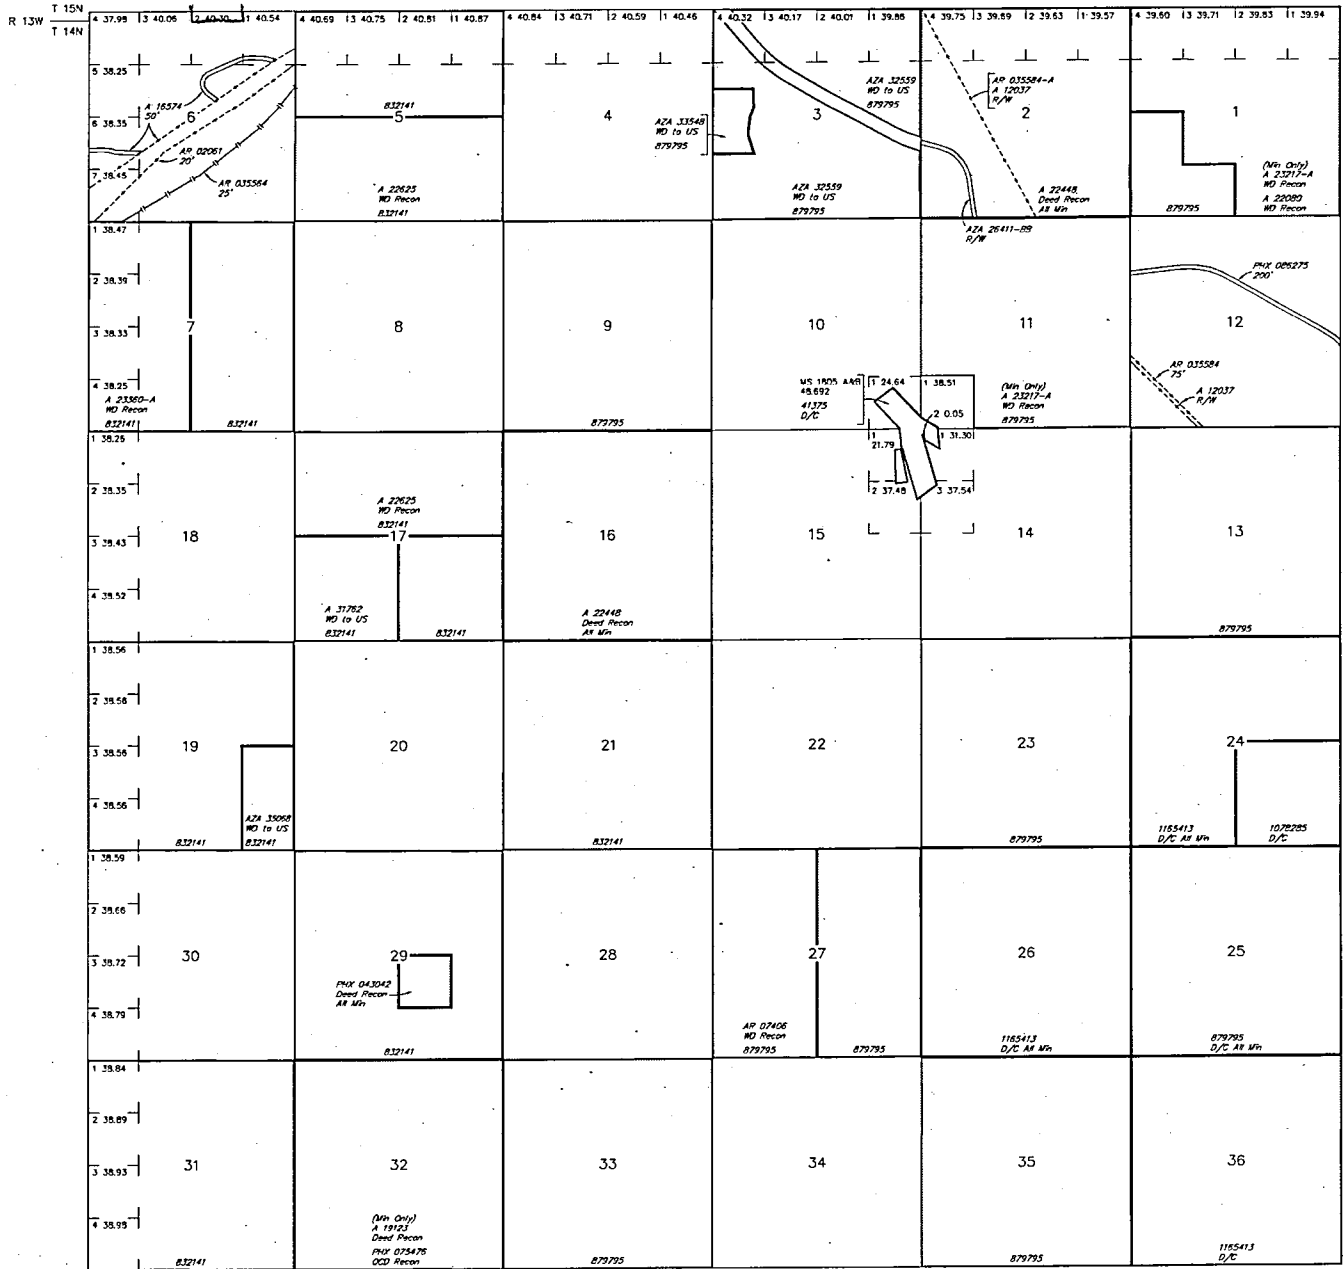 T 15N
R 13W
T 14N
4 37.95 3 40.06 2 40.30 1 40.54 4 40.69 3 40.75 2 40.81 1 40.87 4 40.84 3 40.71 2 40.59 1 40.46 4 40.32 3 40.17 2 40.01 1 39.86 4 39.75 3 39.69 2 39.63 1 39.57 4 39.60 3 39.71 2 39.83 1 39.94
5 38.25
A 16574
50'
6
6 38.35
AR 02061
20'
7 38.45
AR 035584
25'
832141
5
A 22625
WD Recon
832141
4
AZA 32559
WD to US
879795
3
AZA 33548
WD to US
879795
AZA 32559
WD to US
879795
AR 035584-A
A 12037
R/W
2
A 22448
Deed Recon
All Min
AZA 26411-BB
R/W
1
(Min Only)
A 23217-A
WD Recon
A 22080
WD Recon
879795
1 38.47
2 38.39
3 38.33
4 38.25
7
A 23360-A
WD Recon
832141
832141
8
9
879795
10
MS 1805 A&B
48.692
41375
D/C
1 24.64
1 38.51
2 0.05
11
(Min Only)
A 23217-A
WD Recon
879795
PHX 086275
200'
12
AR 035584
75'
A 12037
R/W
1 38.26
2 38.35
3 38.43
4 38.52
18
A 22625
WD Recon
832141
17
A 31762
WD to US
832141
832141
16
A 22448
Deed Recon
All Min
1
21.79
1 31.30
2 37.48
3 37.54
15
14
13
879795
1 38.56
2 38.56
3 38.56
4 38.56
19
AZA 35068
WD to US
832141
832141
20
21
832141
22
23
879795
24
1165413
D/C All Min
1078285
D/C
1 38.59
2 38.66
3 38.72
4 38.79
30
29
PHX 043042
Deed Recon
All Min
832141
28
27
AR 07406
WD Recon
879795
879795
26
1165413
D/C All Min
25
879795
D/C All Min
1 38.84
2 38.89
3 38.93
4 38.98
31
832141
32
(Min Only)
A 19123
Deed Recon
PHX 075476
OCD Recon
33
879795
34
35
879795
36
1165413
D/C